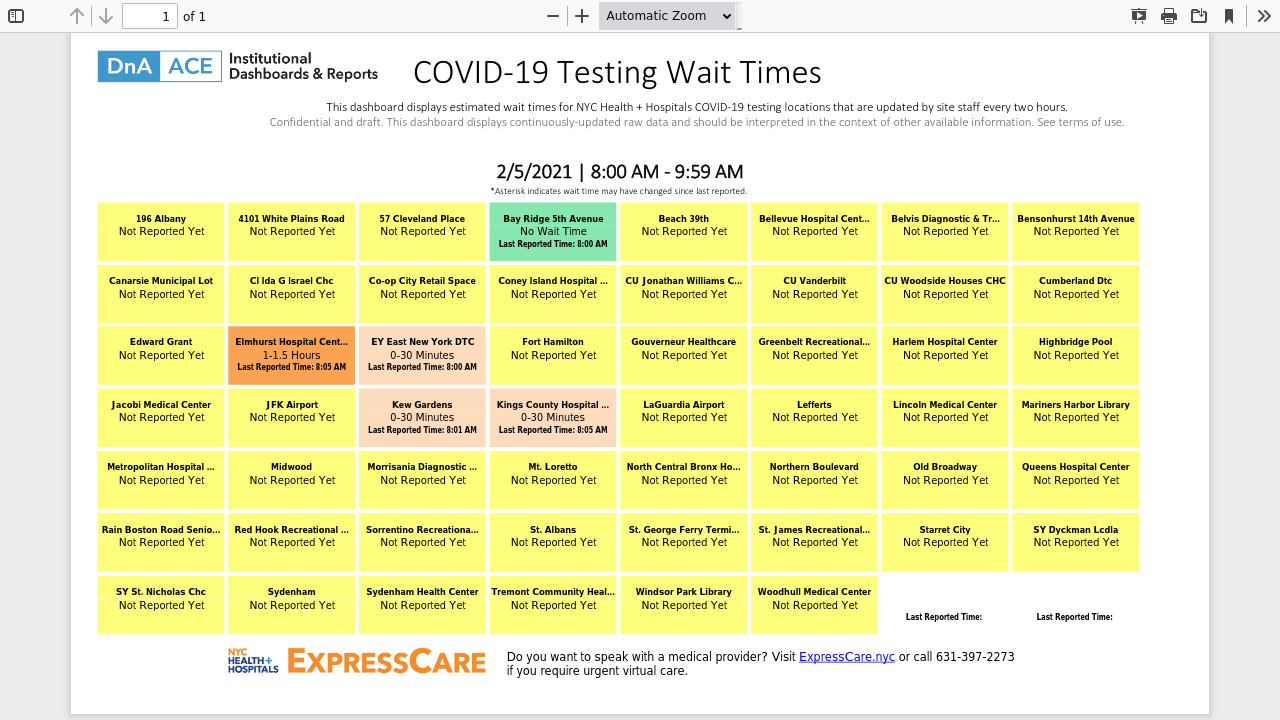 1 of 1 Automatic Zoom
DnA ACE Institutional Dashboards & Reports
COVID-19 Testing Wait Times
This dashboard displays estimated wait times for NYC Health + Hospitals COVID-19 testing locations that are updated by site staff every two hours.
Confidential and draft. This dashboard displays continuously-updated raw data and should be interpreted in the context of other available information. See terms of use.
2/5/2021 | 8:00 AM - 9:59 AM
*Asterisk indicates wait time may have changed since last reported.
196 Albany
Not Reported Yet
4101 White Plains Road
Not Reported Yet
57 Cleveland Place
Not Reported Yet
Bay Ridge 5th Avenue
No Wait Time
Last Reported Time: 8:00 AM
Beach 39th
Not Reported Yet
Bellevue Hospital Cent...
Not Reported Yet
Belvis Diagnostic & Tr...
Not Reported Yet
Bensonhurst 14th Avenue
Not Reported Yet
Canarsie Municipal Lot
Not Reported Yet
CI Ida G Israel Chc
Not Reported Yet
Co-op City Retail Space
Not Reported Yet
Coney Island Hospital ...
Not Reported Yet
CU Jonathan Williams C...
Not Reported Yet
CU Vanderbilt
Not Reported Yet
CU Woodside Houses CHC
Not Reported Yet
Cumberland Dtc
Not Reported Yet
Edward Grant
Not Reported Yet
Elmhurst Hospital Cent...
1-1.5 Hours
Last Reported Time: 8:05 AM
EY East New York DTC
0-30 Minutes
Last Reported Time: 8:00 AM
Fort Hamilton
Not Reported Yet
Gouverneur Healthcare
Not Reported Yet
Greenbelt Recreational...
Not Reported Yet
Harlem Hospital Center
Not Reported Yet
Highbridge Pool
Not Reported Yet
Jacobi Medical Center
Not Reported Yet
JFK Airport
Not Reported Yet
Kew Gardens
0-30 Minutes
Last Reported Time: 8:01 AM
Kings County Hospital ...
0-30 Minutes
Last Reported Time: 8:05 AM
LaGuardia Airport
Not Reported Yet
Lefferts
Not Reported Yet
Lincoln Medical Center
Not Reported Yet
Mariners Harbor Library
Not Reported Yet
Metropolitan Hospital ...
Not Reported Yet
Midwood
Not Reported Yet
Morrisania Diagnostic ...
Not Reported Yet
Mt. Loretto
Not Reported Yet
North Central Bronx Ho...
Not Reported Yet
Northern Boulevard
Not Reported Yet
Old Broadway
Not Reported Yet
Queens Hospital Center
Not Reported Yet
Rain Boston Road Senio...
Not Reported Yet
Red Hook Recreational ...
Not Reported Yet
Sorrentino Recreationa...
Not Reported Yet
St. Albans
Not Reported Yet
St. George Ferry Termi...
Not Reported Yet
St. James Recreational...
Not Reported Yet
Starret City
Not Reported Yet
SY Dyckman Lcdla
Not Reported Yet
SY St. Nicholas Chc
Not Reported Yet
Sydenham
Not Reported Yet
Sydenham Health Center
Not Reported Yet
Tremont Community Heal...
Not Reported Yet
Windsor Park Library
Not Reported Yet
Woodhull Medical Center
Not Reported Yet
Last Reported Time:
Last Reported Time:
NYC
HEALTH+
HOSPITALS
EXPRESSCARE
Do you want to speak with a medical provider? Visit ExpressCare.nyc or call 631-397-2273
if you require urgent virtual care.